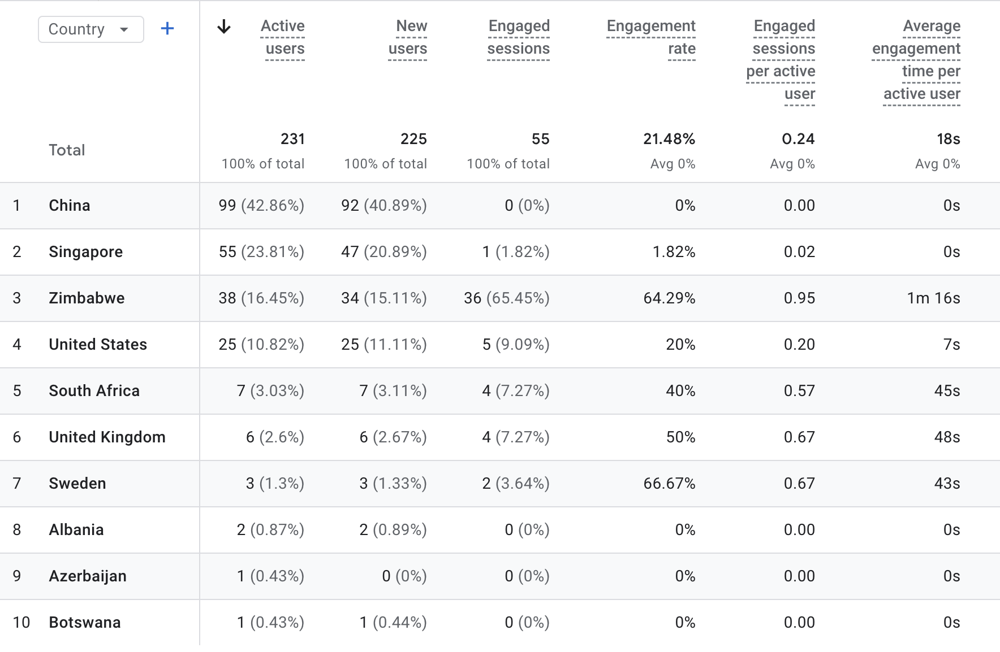 Country
Active users
New users
Engaged sessions
Engagement rate
Engaged sessions per active user
Average engagement time per active user
Total 231 225 55 21.48% 0.24 18s
100% of total 100% of total 100% of total Avg 0% Avg 0% Avg 0%
1 China 99 (42.86%) 92 (40.89%) 0 (0%) 0% 0.00 0s
2 Singapore 55 (23.81%) 47 (20.89%) 1 (1.82%) 1.82% 0.02 0s
3 Zimbabwe 38 (16.45%) 34 (15.11%) 36 (65.45%) 64.29% 0.95 1m 16s
4 United States 25 (10.82%) 25 (11.11%) 5 (9.09%) 20% 0.20 7s
5 South Africa 7 (3.03%) 7 (3.11%) 4 (7.27%) 40% 0.57 45s
6 United Kingdom 6 (2.6%) 6 (2.67%) 4 (7.27%) 50% 0.67 48s
7 Sweden 3 (1.3%) 3 (1.33%) 2 (3.64%) 66.67% 0.67 43s
8 Albania 2 (0.87%) 2 (0.89%) 0 (0%) 0% 0.00 0s
9 Azerbaijan 1 (0.43%) 0 (0%) 0 (0%) 0% 0.00 0s
10 Botswana 1 (0.43%) 1 (0.44%) 0 (0%) 0% 0.00 0s